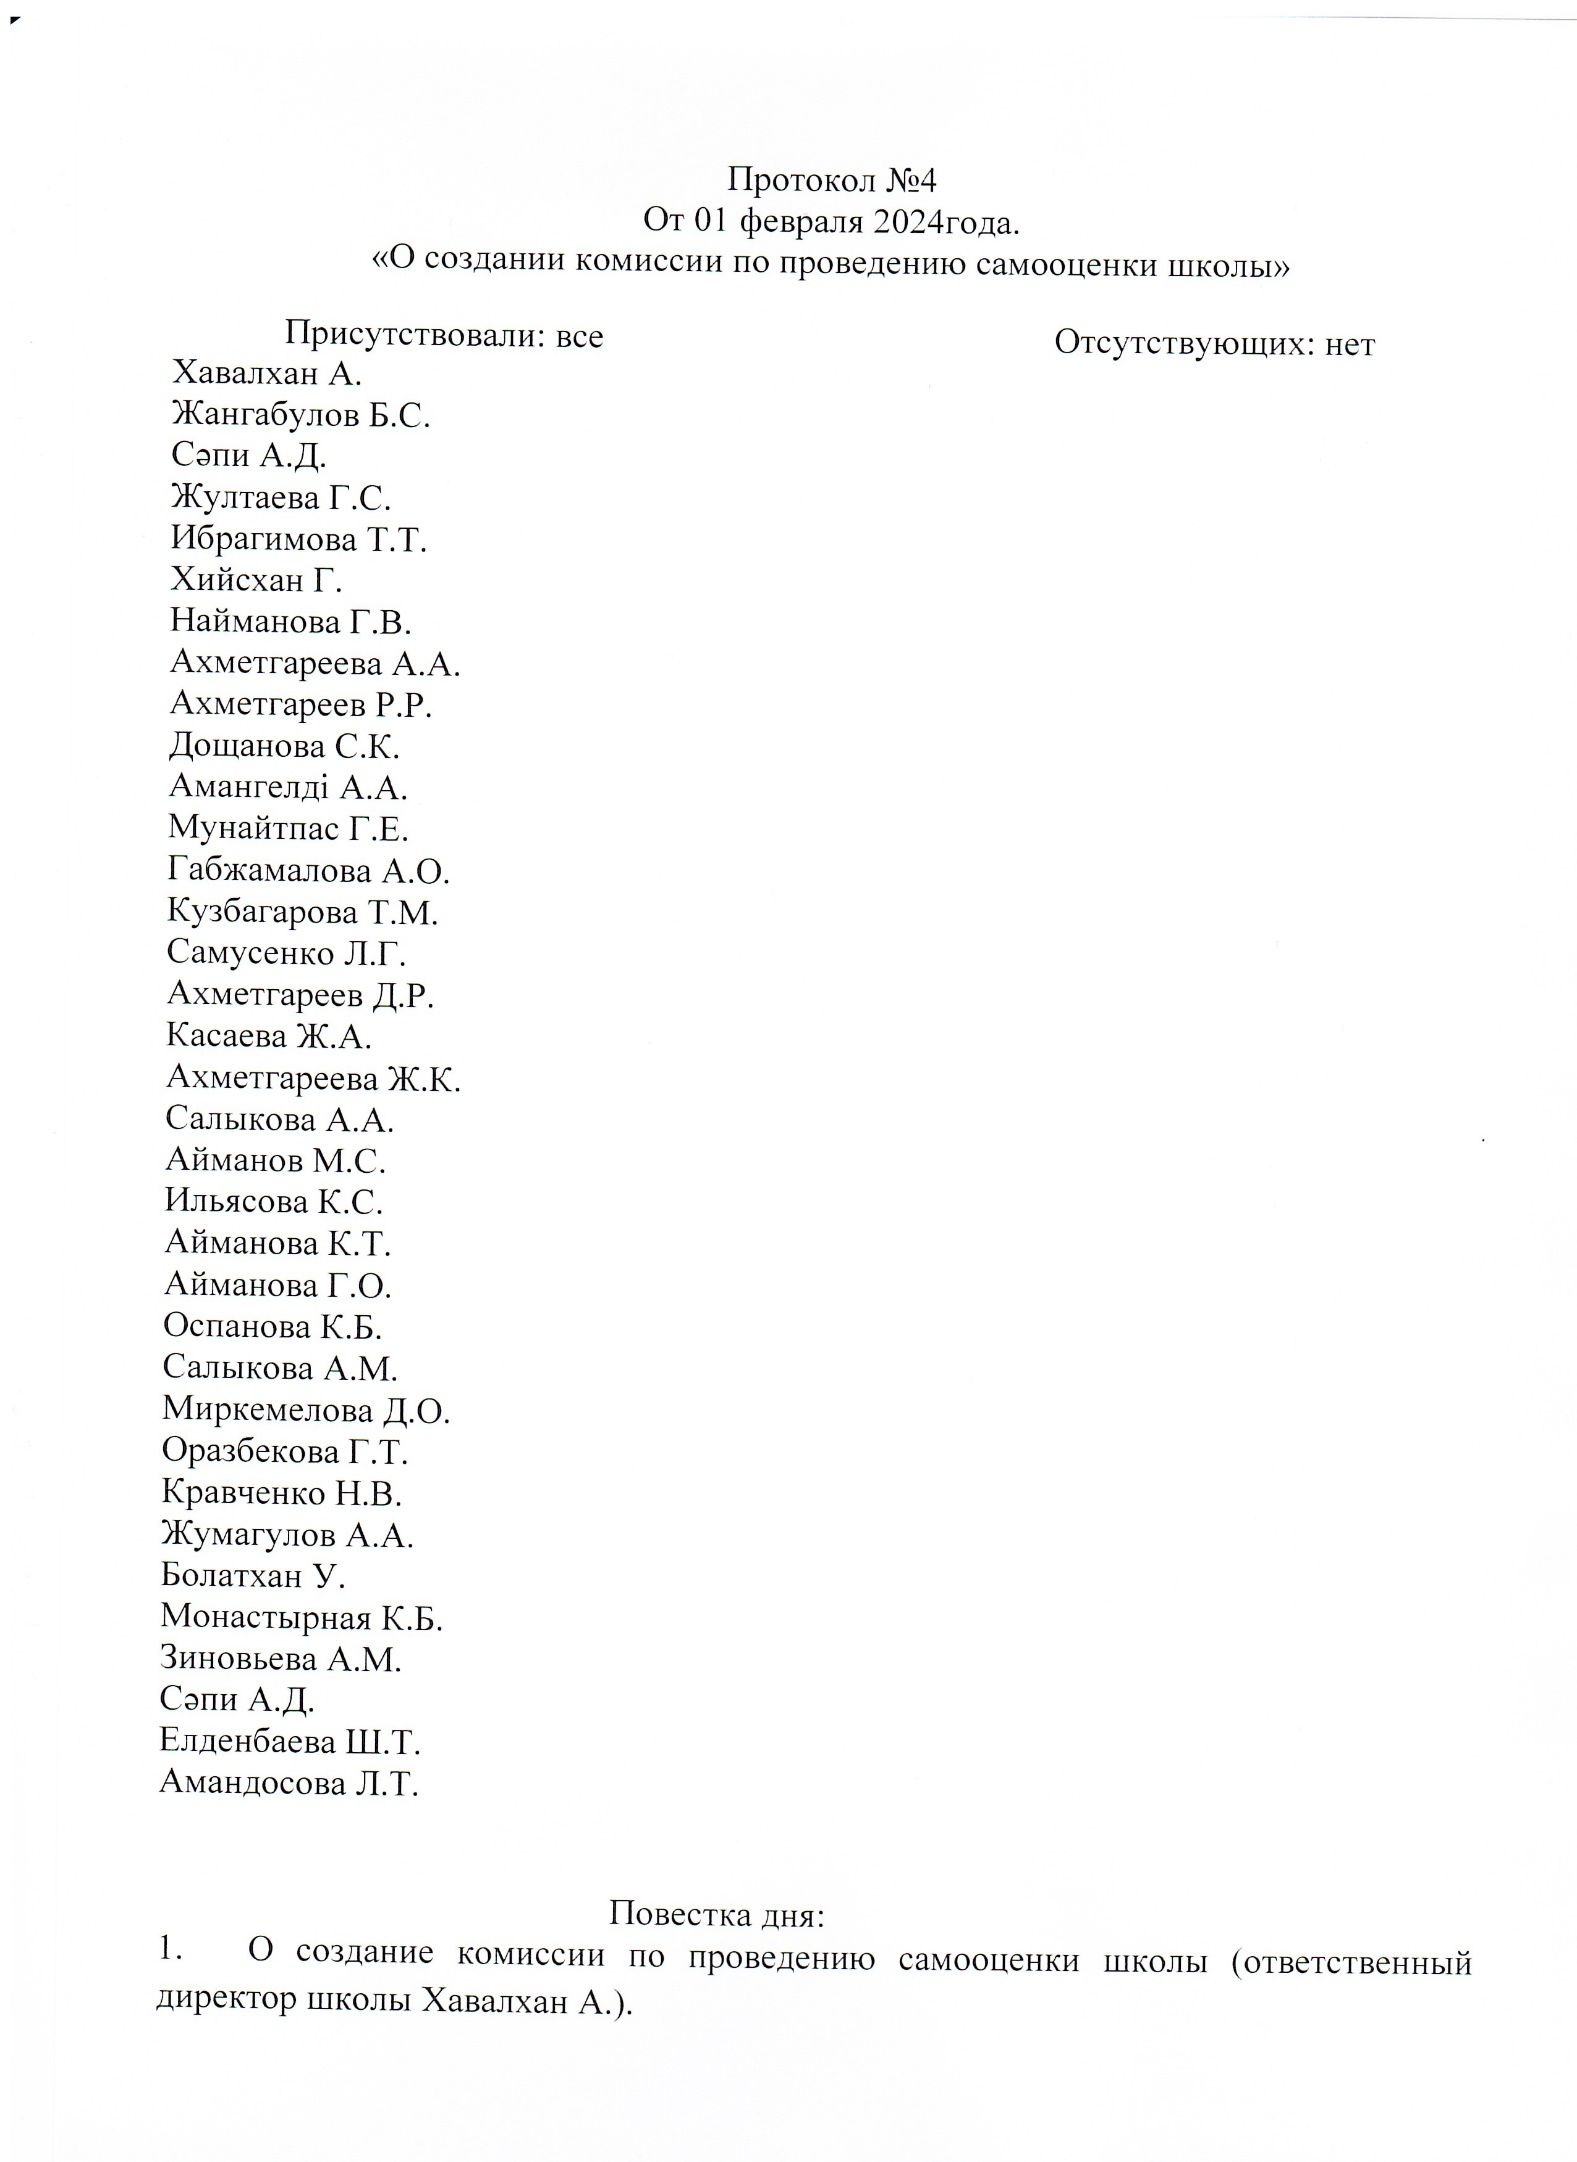 Протокол №4
От 01 февраля 2024года.
«О создании комиссии по проведению самооценки школы»
Присутствовали: все
Отсутствующих: нет
Хавалхан А.
Жангабулов Б.С.
Сәпи А.Д.
Жултаева Г.С.
Ибрагимова Т.Т.
Хийсхан Г.
Найманова Г.В.
Ахметгареева А.А.
Ахметгареев Р.Р.
Дощанова С.К.
Амангелді А.А.
Мунайтпас Г.Е.
Габжамалова А.О.
Кузбагарова Т.М.
Самусенко Л.Г.
Ахметгареев Д.Р.
Касаева Ж.А.
Ахметгареева Ж.К.
Салыкова А.А.
Айманов М.С.
Ильясова К.С.
Айманова К.Т.
Айманова Г.О.
Оспанова К.Б.
Салыкова А.М.
Миркемелова Д.О.
Оразбекова Г.Т.
Кравченко Н.В.
Жумагулов А.А.
Болатхан У.
Монастырная К.Б.
Зиновьева А.М.
Сәпи А.Д.
Елденбаева Ш.Т.
Амандосова Л.Т.
Повестка дня:
1. О создание комиссии по проведению самооценки школы (ответственный
директор школы Хавалхан А.).